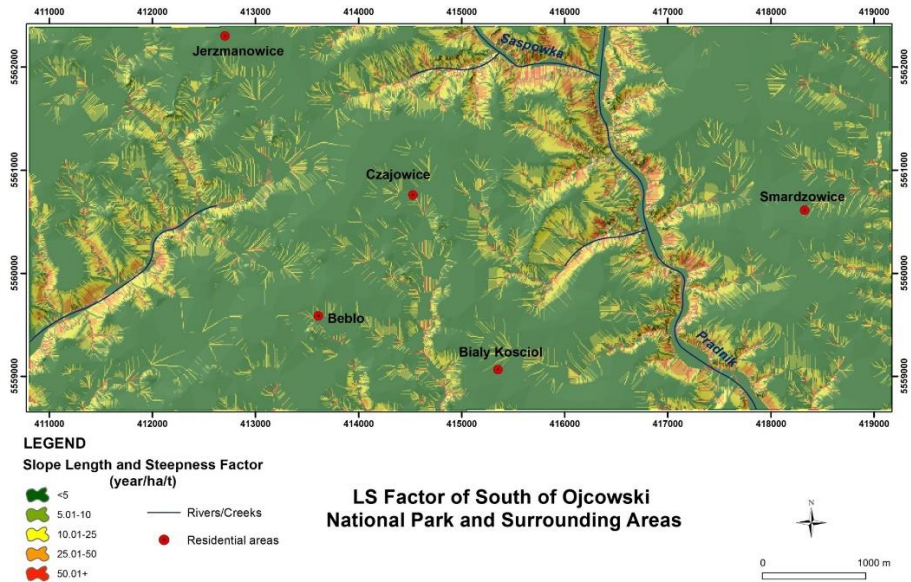 411000 412000 413000 414000 415000 416000 417000 418000 419000
5562000
5561000
5560000
5559000
Jerzmanowice
Saspowka
Czajowice
Smardzowice
Beblo
Bialy Kosciol
Pradnik
5562000
5561000
5560000
5559000
411000 412000 413000 414000 415000 416000 417000 418000 419000
LEGEND
Slope Length and Steepness Factor
(year/ha/t)
<5
5.01-10
10.01-25
25.01-50
50.01+
Rivers/Creeks
Residential areas
LS Factor of South of Ojcowski
National Park and Surrounding Areas
N
0 1000 m